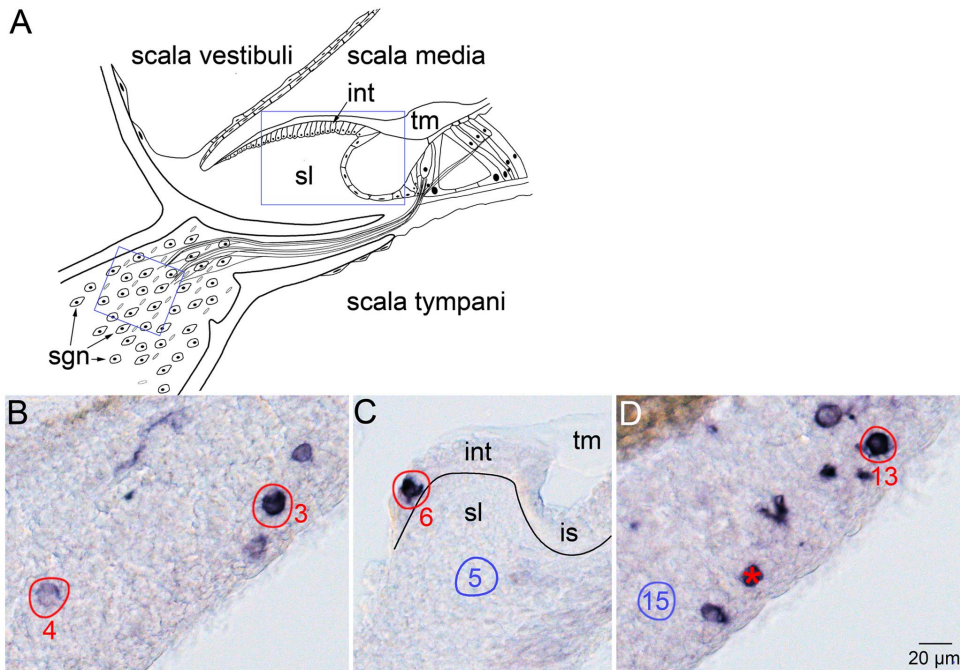 A
scala vestibuli
scala media
int
tm
sl
scala tympani
sgn
B
3
4
C
int
tm
6
sl
is
5
D
13
*
15
20 µm